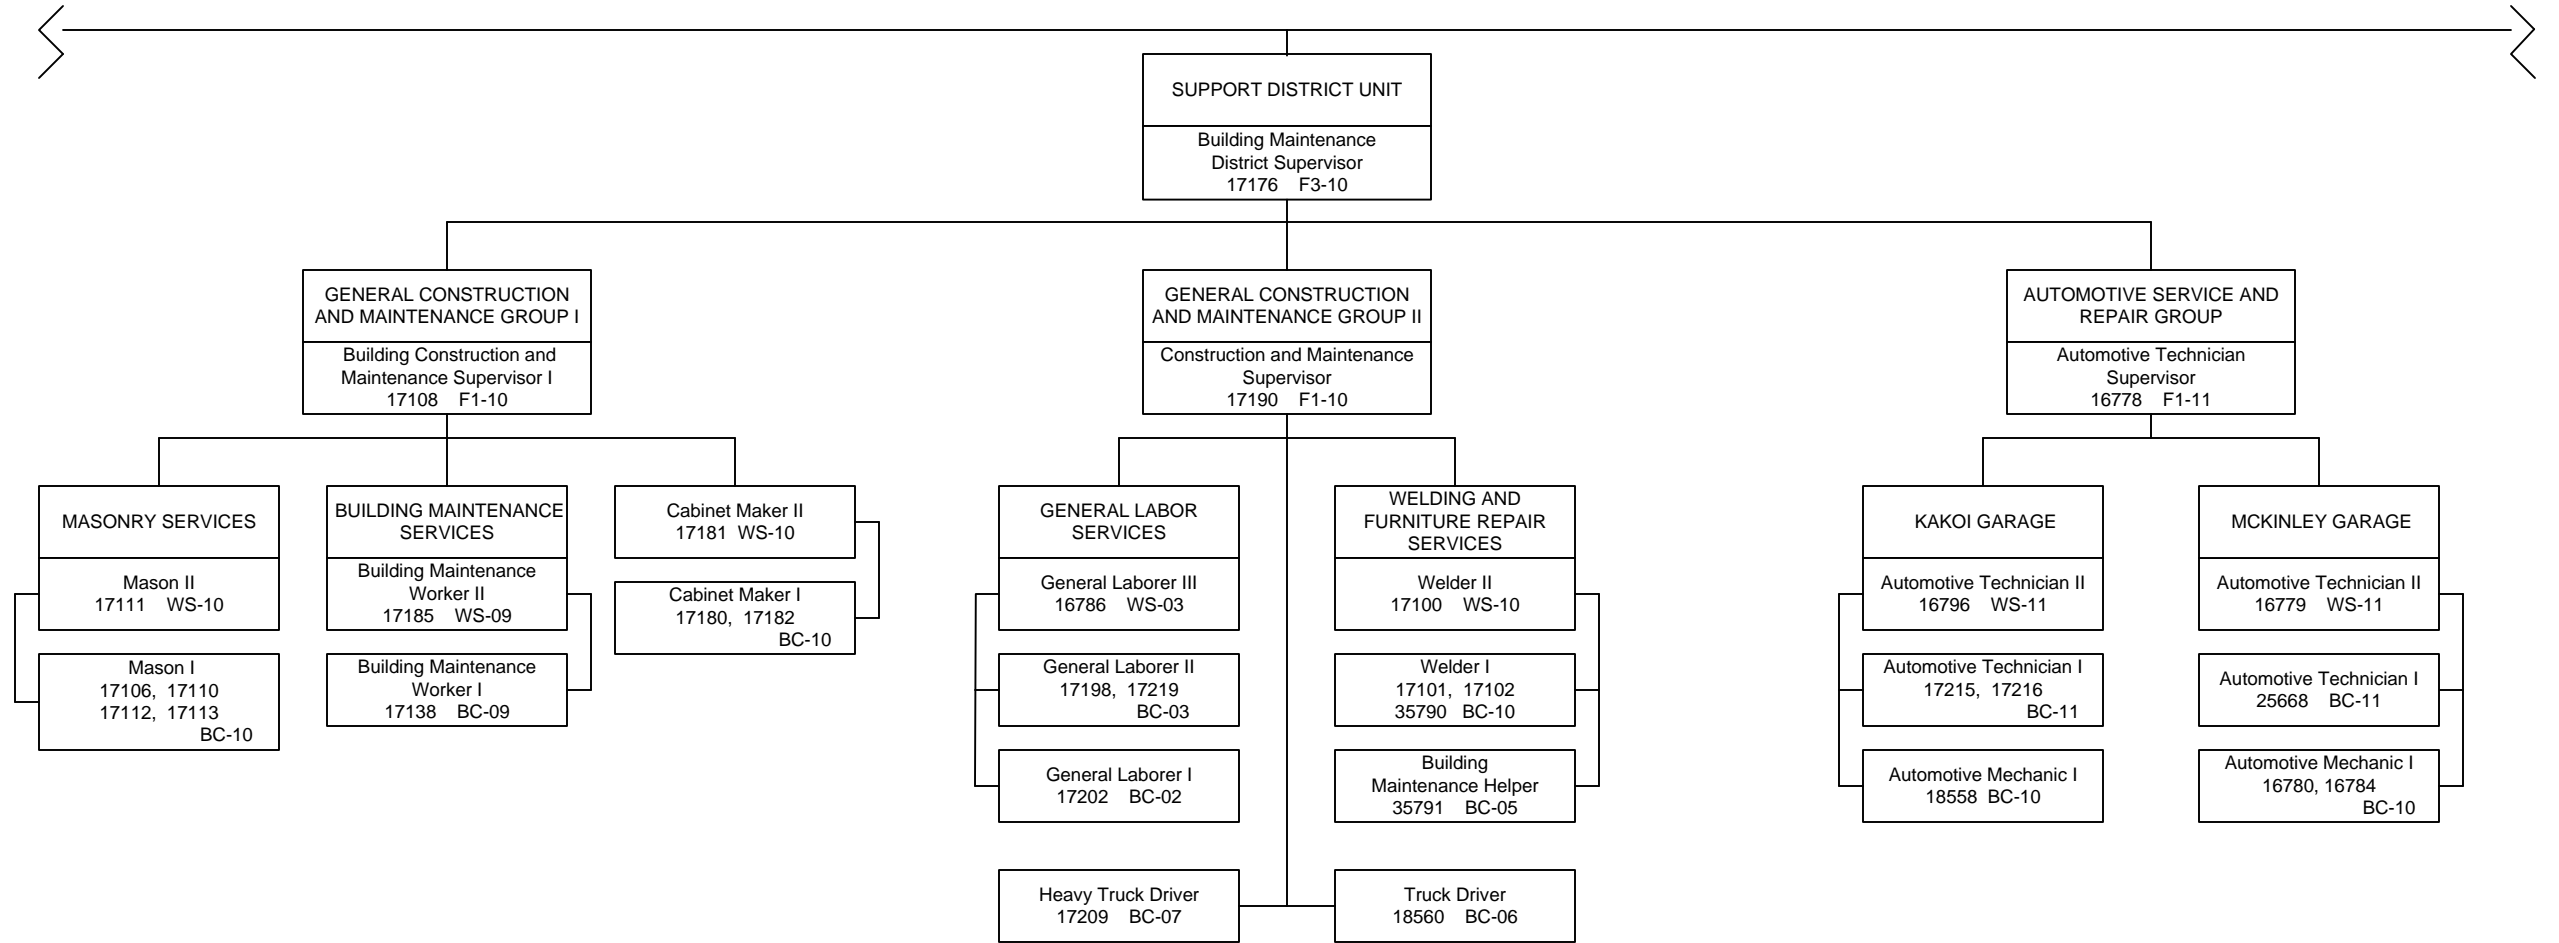 SUPPORT DISTRICT UNIT
Building Maintenance
District Supervisor
17176 F3-10
GENERAL CONSTRUCTION
AND MAINTENANCE GROUP I
Building Construction and
Maintenance Supervisor I
17108 F1-10
GENERAL CONSTRUCTION
AND MAINTENANCE GROUP II
Construction and Maintenance
Supervisor
17190 F1-10
AUTOMOTIVE SERVICE AND
REPAIR GROUP
Automotive Technician
Supervisor
16778 F1-11
MASONRY SERVICES
Mason II
17111 WS-10
Mason I
17106, 17110
17112, 17113
BC-10
BUILDING MAINTENANCE
SERVICES
Building Maintenance
Worker II
17185 WS-09
Building Maintenance
Worker I
17138 BC-09
Cabinet Maker II
17181 WS-10
Cabinet Maker I
17180, 17182
BC-10
GENERAL LABOR
SERVICES
General Laborer III
16786 WS-03
General Laborer II
17198, 17219
BC-03
General Laborer I
17202 BC-02
WELDING AND
FURNITURE REPAIR
SERVICES
Welder II
17100 WS-10
Welder I
17101, 17102
35790 BC-10
Building
Maintenance Helper
35791 BC-05
Heavy Truck Driver
17209 BC-07
Truck Driver
18560 BC-06
KAKOI GARAGE
Automotive Technician II
16796 WS-11
Automotive Technician I
17215, 17216
BC-11
Automotive Mechanic I
18558 BC-10
MCKINLEY GARAGE
Automotive Technician II
16779 WS-11
Automotive Technician I
25668 BC-11
Automotive Mechanic I
16780, 16784
BC-10